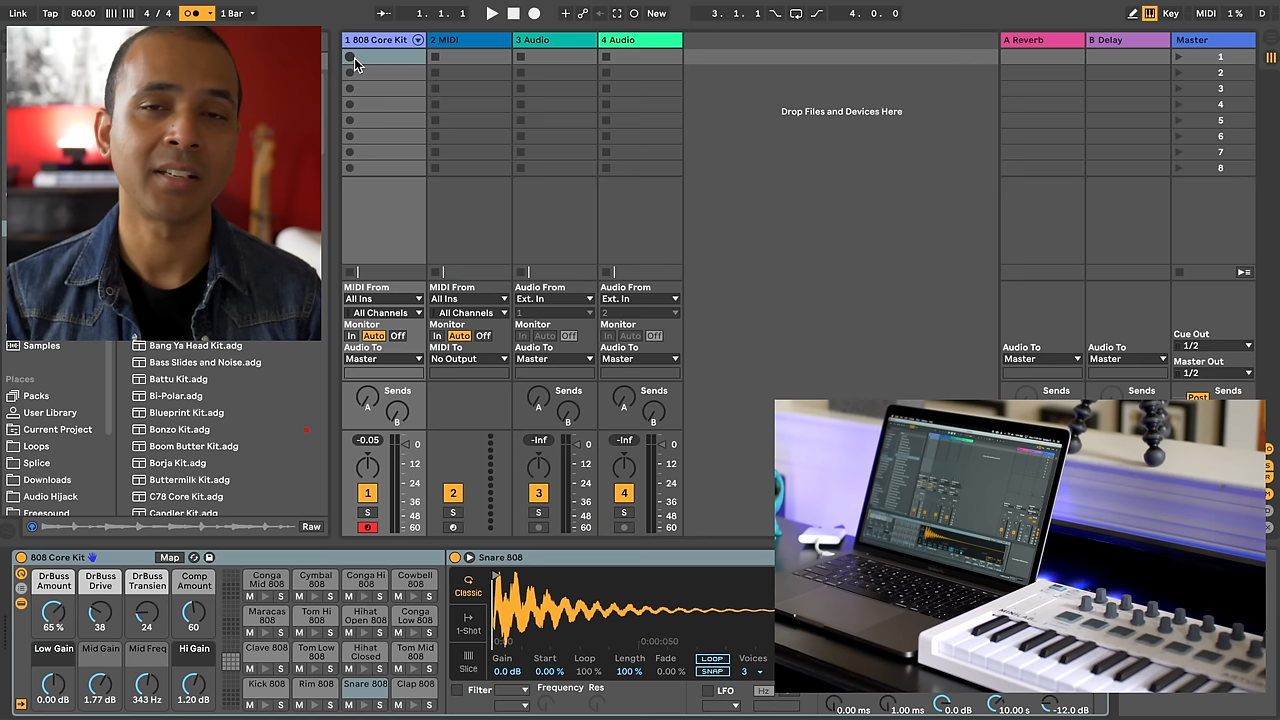 Link Tap 80.00 4 / 4 1 Bar 1. 1. 1 New 3. 1. 1 4. 0. 0 Key MIDI 1 % D
1 808 Core Kit 2 MIDI 3 Audio 4 Audio A Reverb B Delay Master
1
2
3
4
5
6
7
8
Drop Files and Devices Here
MIDI From MIDI From Audio From Audio From
All Ins All Ins Ext. In Ext. In
All Channels All Channels 1 2
Monitor Monitor Monitor Monitor
In Auto Off In Auto Off In Auto Off In Auto Off
Audio To Audio To Audio To Audio To
Master No Output Master Master
Audio To Audio To
Master Master
Cue Out
1/2
Master Out
1/2
Sends Sends Sends Sends Sends Sends
Post
A B A B A B
-0.05 -Inf -Inf
0 0 0
12 12 12
24 24 24
36 36 36
48 48 48
60 60 60
1 2 3 4
S S S S
Samples
Places
Packs
User Library
Current Project
Loops
Splice
Downloads
Audio Hijack
Freesound
Bang Ya Head Kit.adg
Bass Slides and Noise.adg
Battu Kit.adg
Bi-Polar.adg
Blueprint Kit.adg
Bonzo Kit.adg
Boom Butter Kit.adg
Borja Kit.adg
Buttermilk Kit.adg
C78 Core Kit.adg
Candler Kit.adg
Raw
808 Core Kit Map
DrBuss Amount DrBuss Drive DrBuss Transien Comp Amount
65 % 38 24 60
Low Gain Mid Gain Mid Freq Hi Gain
0.00 dB 1.77 dB 343 Hz 1.20 dB
Conga Mid 808 Cymbal 808 Conga Hi 808 Cowbell 808
M S M S M S M S
Maracas 808 Tom Hi 808 Hihat Open 808 Conga Low 808
M S M S M S M S
Clave 808 Tom Low 808 Hihat Closed Tom Mid 808
M S M S M S M S
Kick 808 Rim 808 Snare 808 Clap 808
M S M S M S M S
Snare 808
Classic
1-Shot
Slice
0:00 0:00:050
Gain Start Loop Length Fade LOOP Voices
0.0 dB 0.00 % 100 % 100 % 0.00 % SNAP 3
Filter Frequency Res LFO Hz
0.00 ms 1.00 ms 0.0 dB 10.00 s -12.0 dB